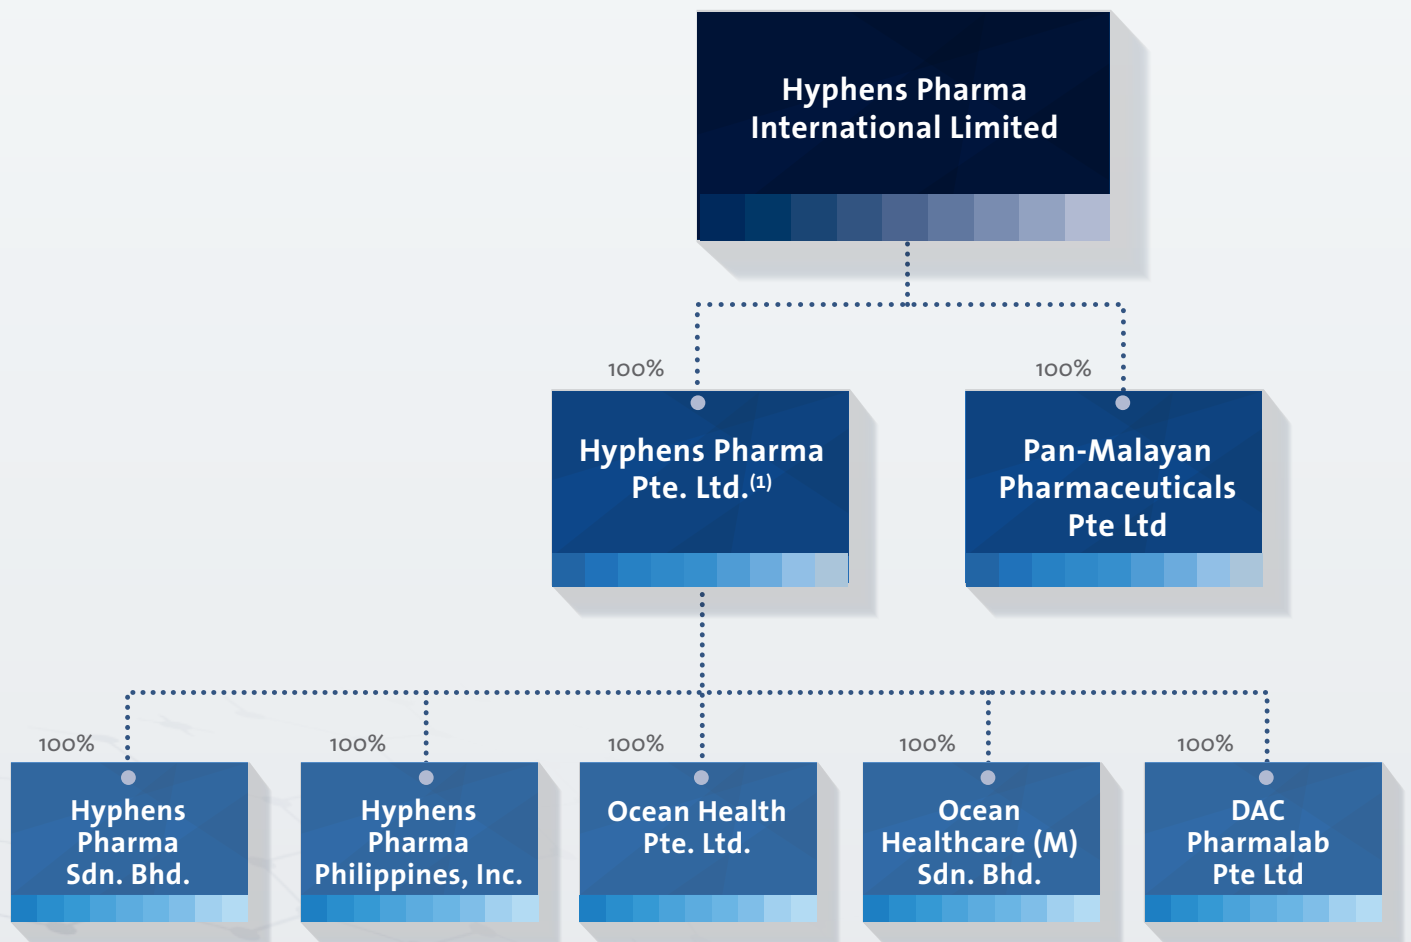 Hyphens Pharma
International Limited
100%
100%
Hyphens Pharma
Pte. Ltd.(1)
Pan-Malayan
Pharmaceuticals
Pte Ltd
100%
100%
100%
100%
100%
Hyphens
Pharma
Sdn. Bhd.
Hyphens
Pharma
Philippines, Inc.
Ocean Health
Pte. Ltd.
Ocean
Healthcare (M)
Sdn. Bhd.
DAC
Pharmalab
Pte Ltd